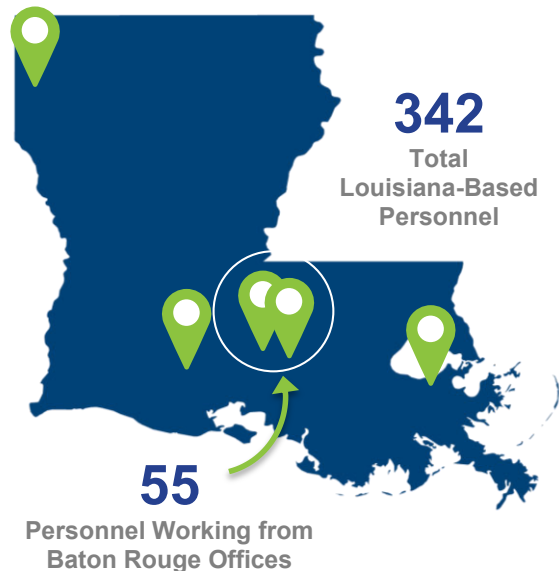 342
Total
Louisiana-Based
Personnel
55
Personnel Working from
Baton Rouge Offices